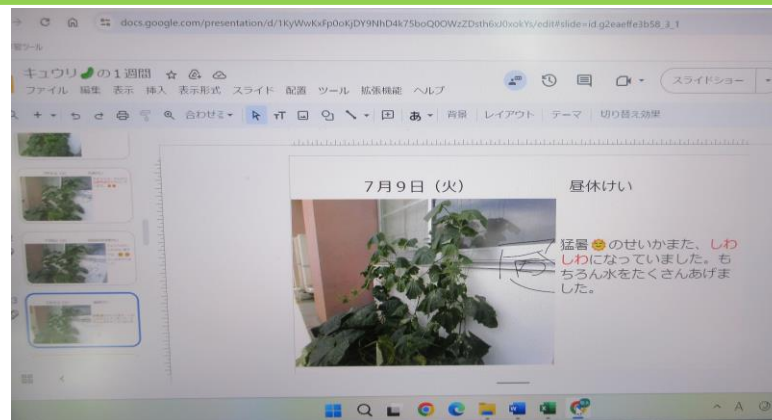 docs.google.com/presentation/d/1KyWwKxFp0oKjDY9NhD4k75boQ0OWzZDsth6xJ0xokYs/edit#slide=id.g2eaeffe3b58_3_1
キュウリ🥒の1週間
ファイル 編集 表示 挿入 表示形式 スライド 配置 ツール 拡張機能 ヘルプ
スライドショー
合わせる
あ
背景
レイアウト
テーマ
切り替え効果
7月9日（火）
昼休けい
猛暑🥵のせいかまた、しわ
しわになっていました。も
ちろん水をたくさんあげま
した。
A